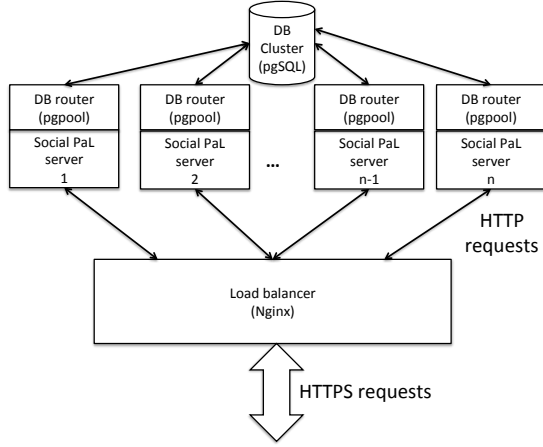 DB
Cluster
(pgSQL)
DB router
(pgpool)
DB router
(pgpool)
DB router
(pgpool)
DB router
(pgpool)
Social PaL
server
1
Social PaL
server
2
...
Social PaL
server
n-1
Social PaL
server
n
HTTP
requests
Load balancer
(Nginx)
HTTPS requests